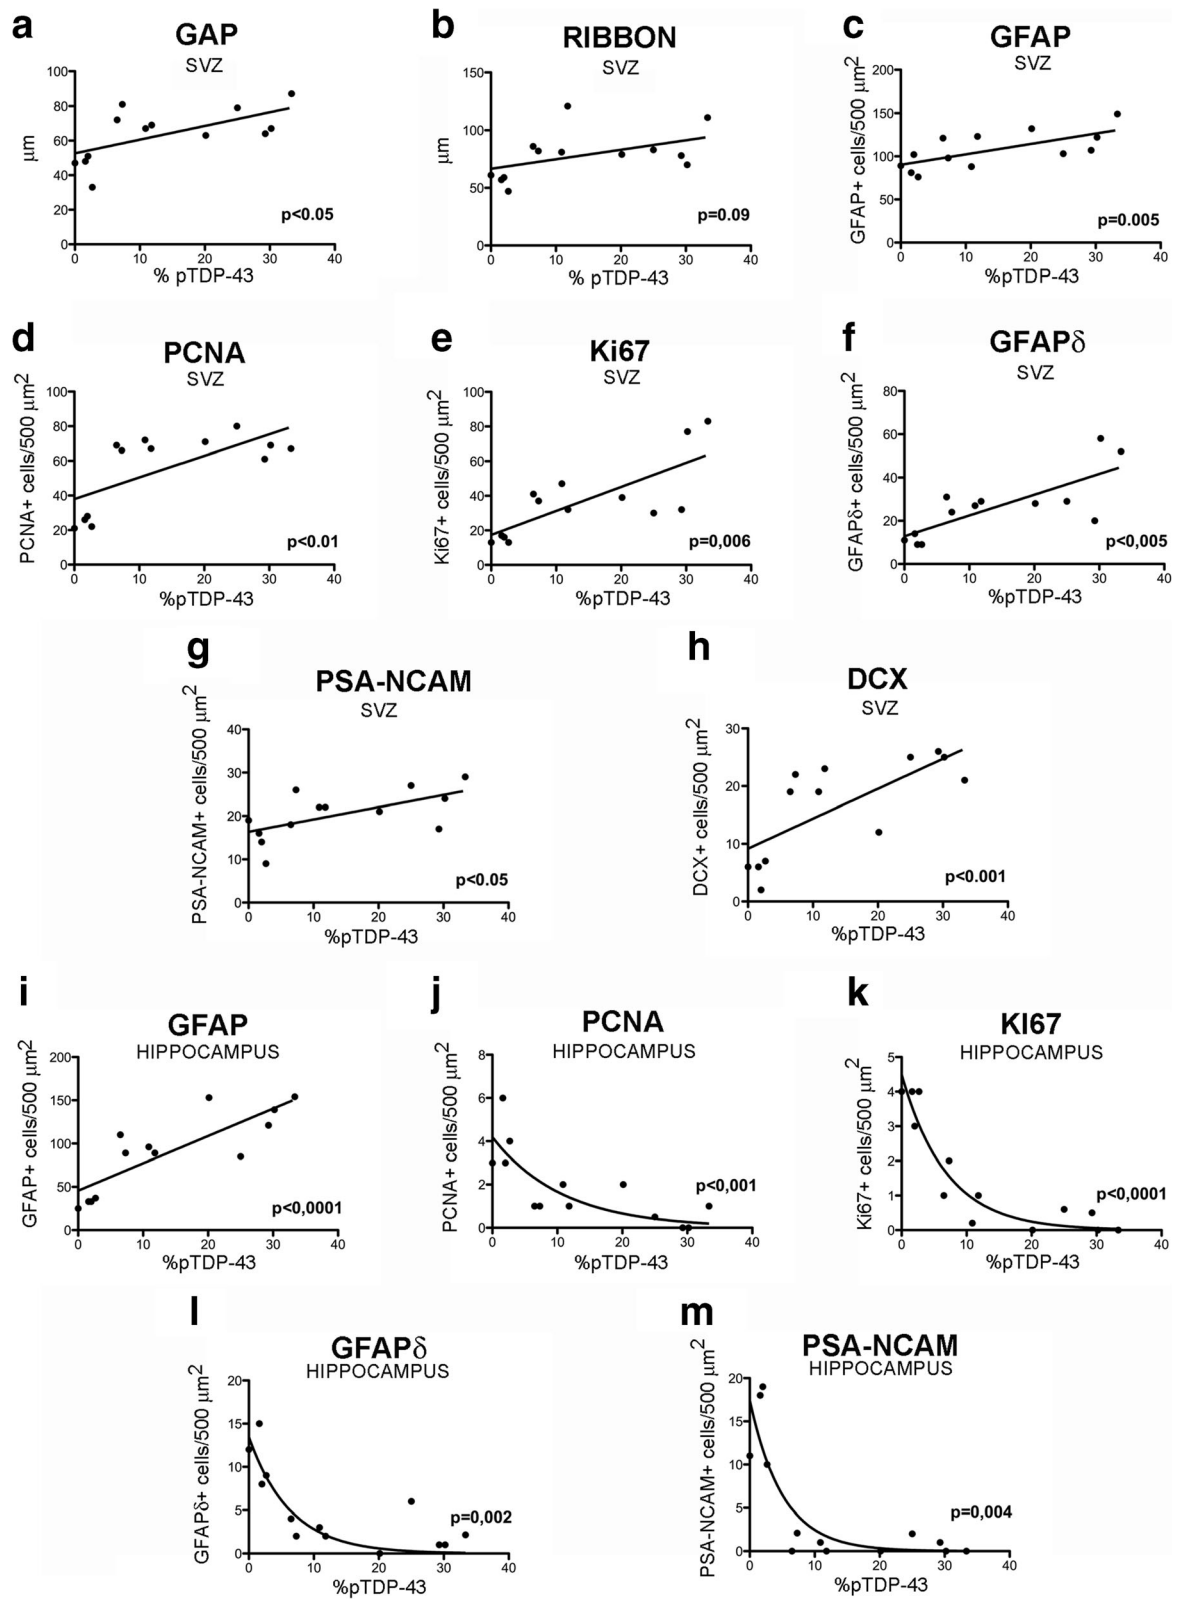 a
GAP
SVZ
100
80
60
40
20
0
μm
p<0.05
0 10 20 30 40
% pTDP-43
b
RIBBON
SVZ
150
100
50
0
μm
p=0.09
0 10 20 30 40
% pTDP-43
c
GFAP
SVZ
200
150
100
50
0
GFAP+ cells/500 μm²
p=0.005
0 10 20 30 40
%pTDP-43
d
PCNA
SVZ
100
80
60
40
20
0
PCNA+ cells/500 μm²
p<0.01
0 10 20 30 40
%pTDP-43
e
Ki67
SVZ
100
80
60
40
20
0
Ki67+ cells/500 μm²
p=0,006
0 10 20 30 40
%pTDP-43
f
GFAPδ
SVZ
80
60
40
20
0
GFAPδ+ cells/500 μm²
p<0,005
0 10 20 30 40
%pTDP-43
g
PSA-NCAM
SVZ
40
30
20
10
0
PSA-NCAM+ cells/500 μm²
p<0.05
0 10 20 30 40
%pTDP-43
h
DCX
SVZ
30
20
10
0
DCX+ cells/500 μm²
p<0.001
0 10 20 30 40
%pTDP-43
i
GFAP
HIPPOCAMPUS
200
150
100
50
0
GFAP+ cells/500 μm²
p<0,0001
0 10 20 30 40
%pTDP-43
j
PCNA
HIPPOCAMPUS
8
6
4
2
0
PCNA+ cells/500 μm²
p<0,001
0 10 20 30 40
%pTDP-43
k
KI67
HIPPOCAMPUS
5
4
3
2
1
0
Ki67+ cells/500 μm²
p<0,0001
0 10 20 30 40
%pTDP-43
l
GFAPδ
HIPPOCAMPUS
20
15
10
5
0
GFAPδ+ cells/500 μm²
p=0,002
0 10 20 30 40
%pTDP-43
m
PSA-NCAM
HIPPOCAMPUS
20
15
10
5
0
PSA-NCAM+ cells/500 μm²
p=0,004
0 10 20 30 40
%pTDP-43